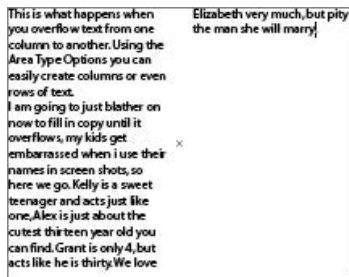 This is what happens when
you overflow text from one
column to another. Using the
Area Type Options you can
easily create columns or even
rows of text.
I am going to just blather on
now to fill in copy until it
overflows, my kids get
embarrassed when i use their
names in screen shots, so
here we go. Kelly is a sweet
teenager and acts just like
one,Alex is just about the
cutest thirteen year old you
can find. Grant is only 4, but
acts like he is thirty. We love
Elizabeth very much, but pity
the man she will marry